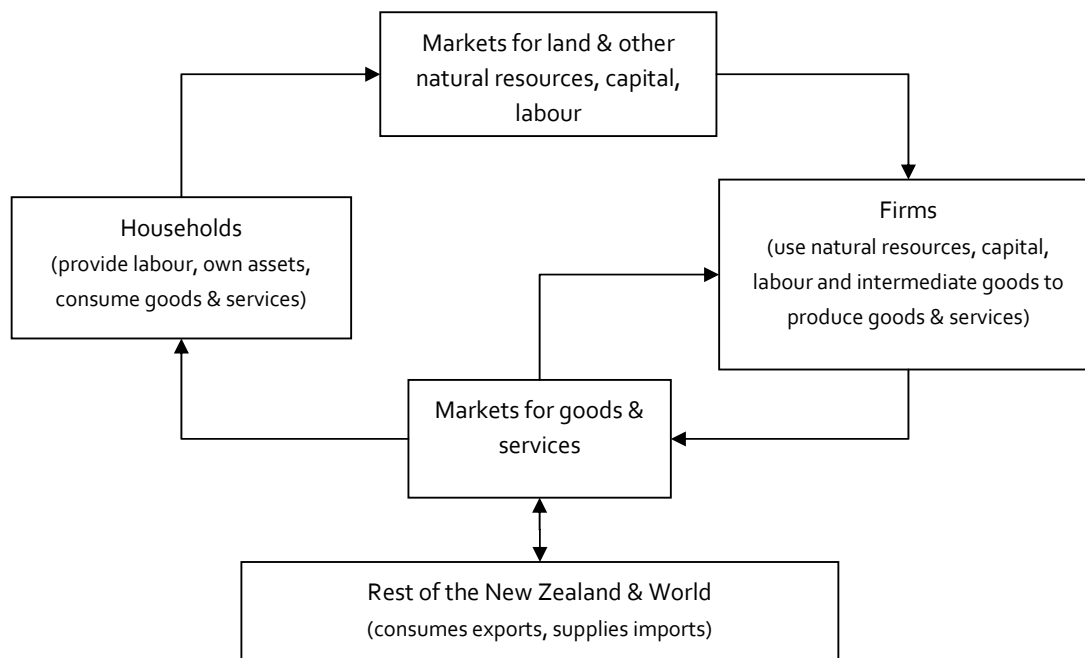 Markets for land & other
natural resources, capital,
labour
Households
(provide labour, own assets,
consume goods & services)
Firms
(use natural resources, capital,
labour and intermediate goods to
produce goods & services)
Markets for goods &
services
Rest of the New Zealand & World
(consumes exports, supplies imports)